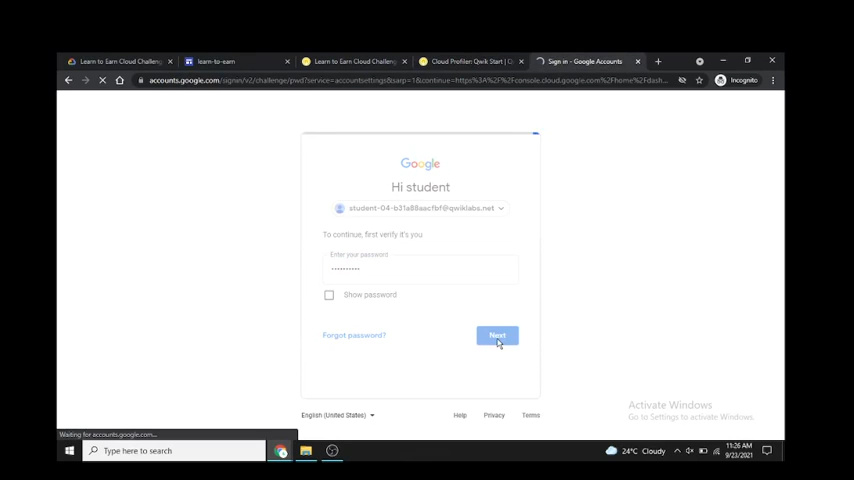 Learn to Earn Cloud Challenge
learn-to-earn
Learn to Earn Cloud Challenge
Cloud Profiler: Qwik Start | Q
Sign in - Google Accounts
accounts.google.com/signin/v2/challenge/pwd?service=accountsettings&sarp=1&continue=https%3A%2F%2Fconsole.cloud.google.com%2Fhome%2Fdash...
Incognito
Google
Hi student
student-04-b31a88aacfbf@qwiklabs.net
To continue, first verify it's you
Enter your password
••••••••••
Show password
Forgot password?
Next
English (United States)
Help
Privacy
Terms
Activate Windows
Go to Settings to activate Windows.
Waiting for accounts.google.com...
Type here to search
24°C Cloudy
11:26 AM
9/23/2021